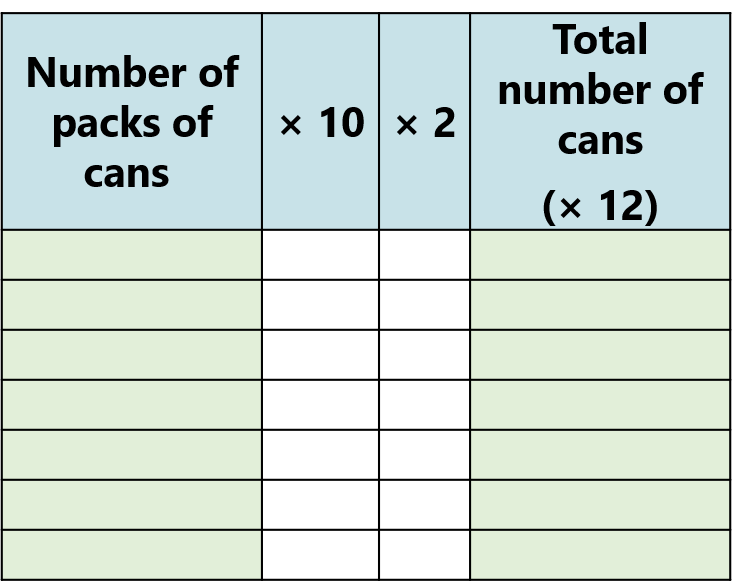 Number of
packs of
cans
× 10
× 2
Total
number of
cans
(× 12)